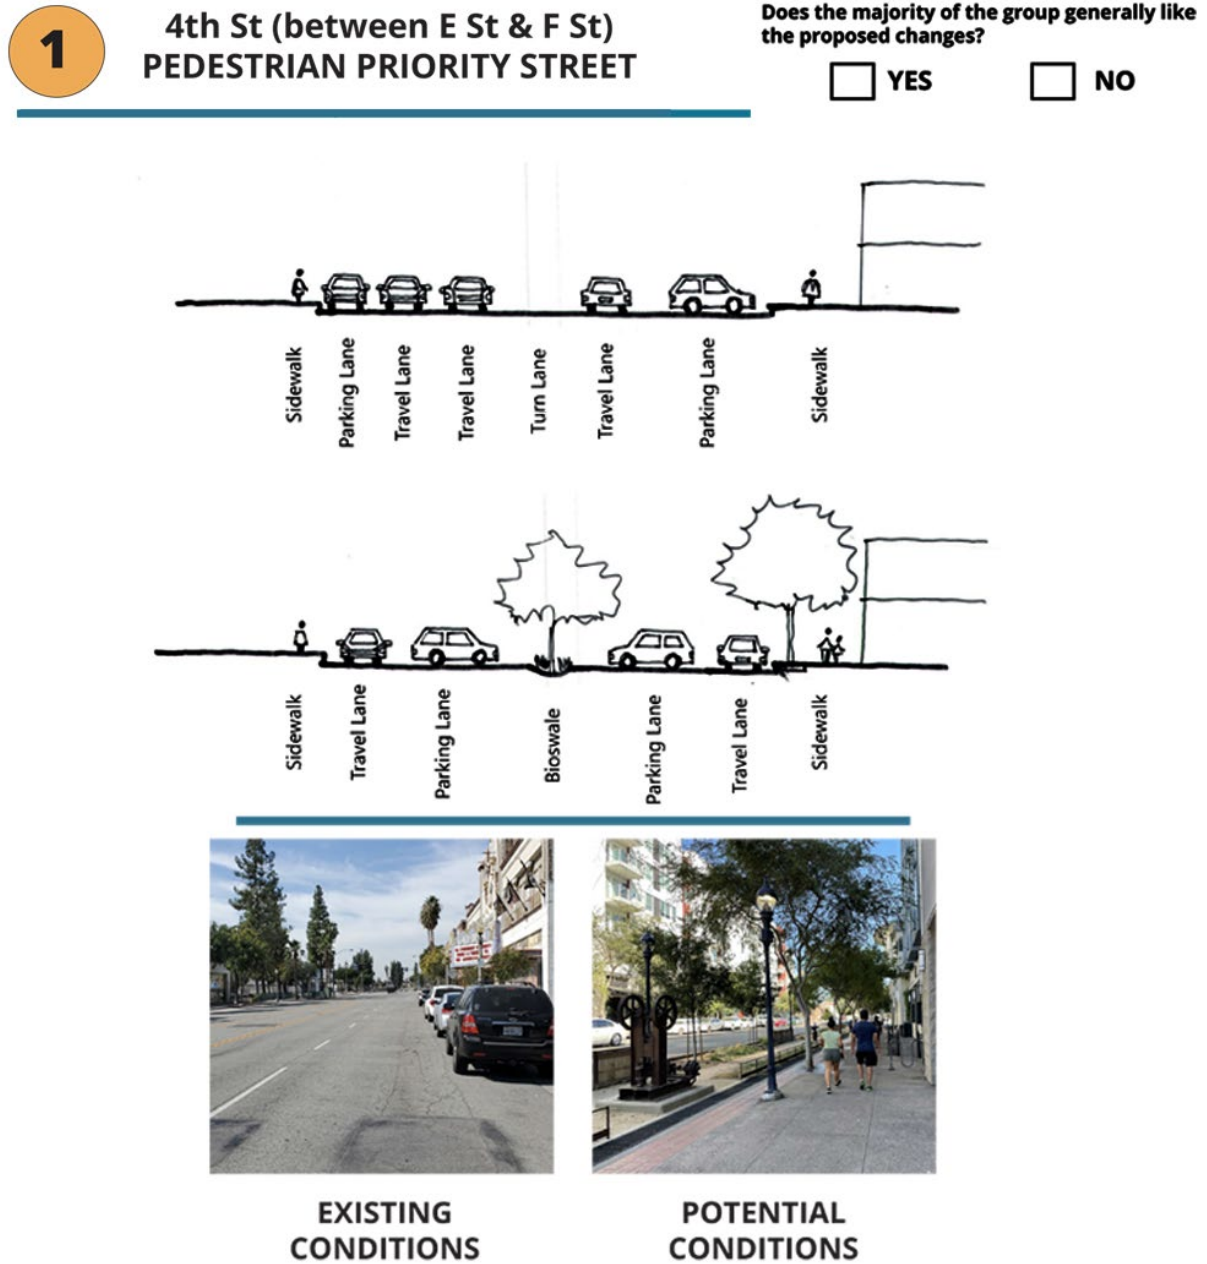 1
4th St (between E St & F St)
PEDESTRIAN PRIORITY STREET
Does the majority of the group generally like
the proposed changes?
YES
NO
Sidewalk
Parking Lane
Travel Lane
Travel Lane
Turn Lane
Travel Lane
Parking Lane
Sidewalk
Sidewalk
Travel Lane
Parking Lane
Bioswale
Parking Lane
Travel Lane
Sidewalk
EXISTING
CONDITIONS
POTENTIAL
CONDITIONS